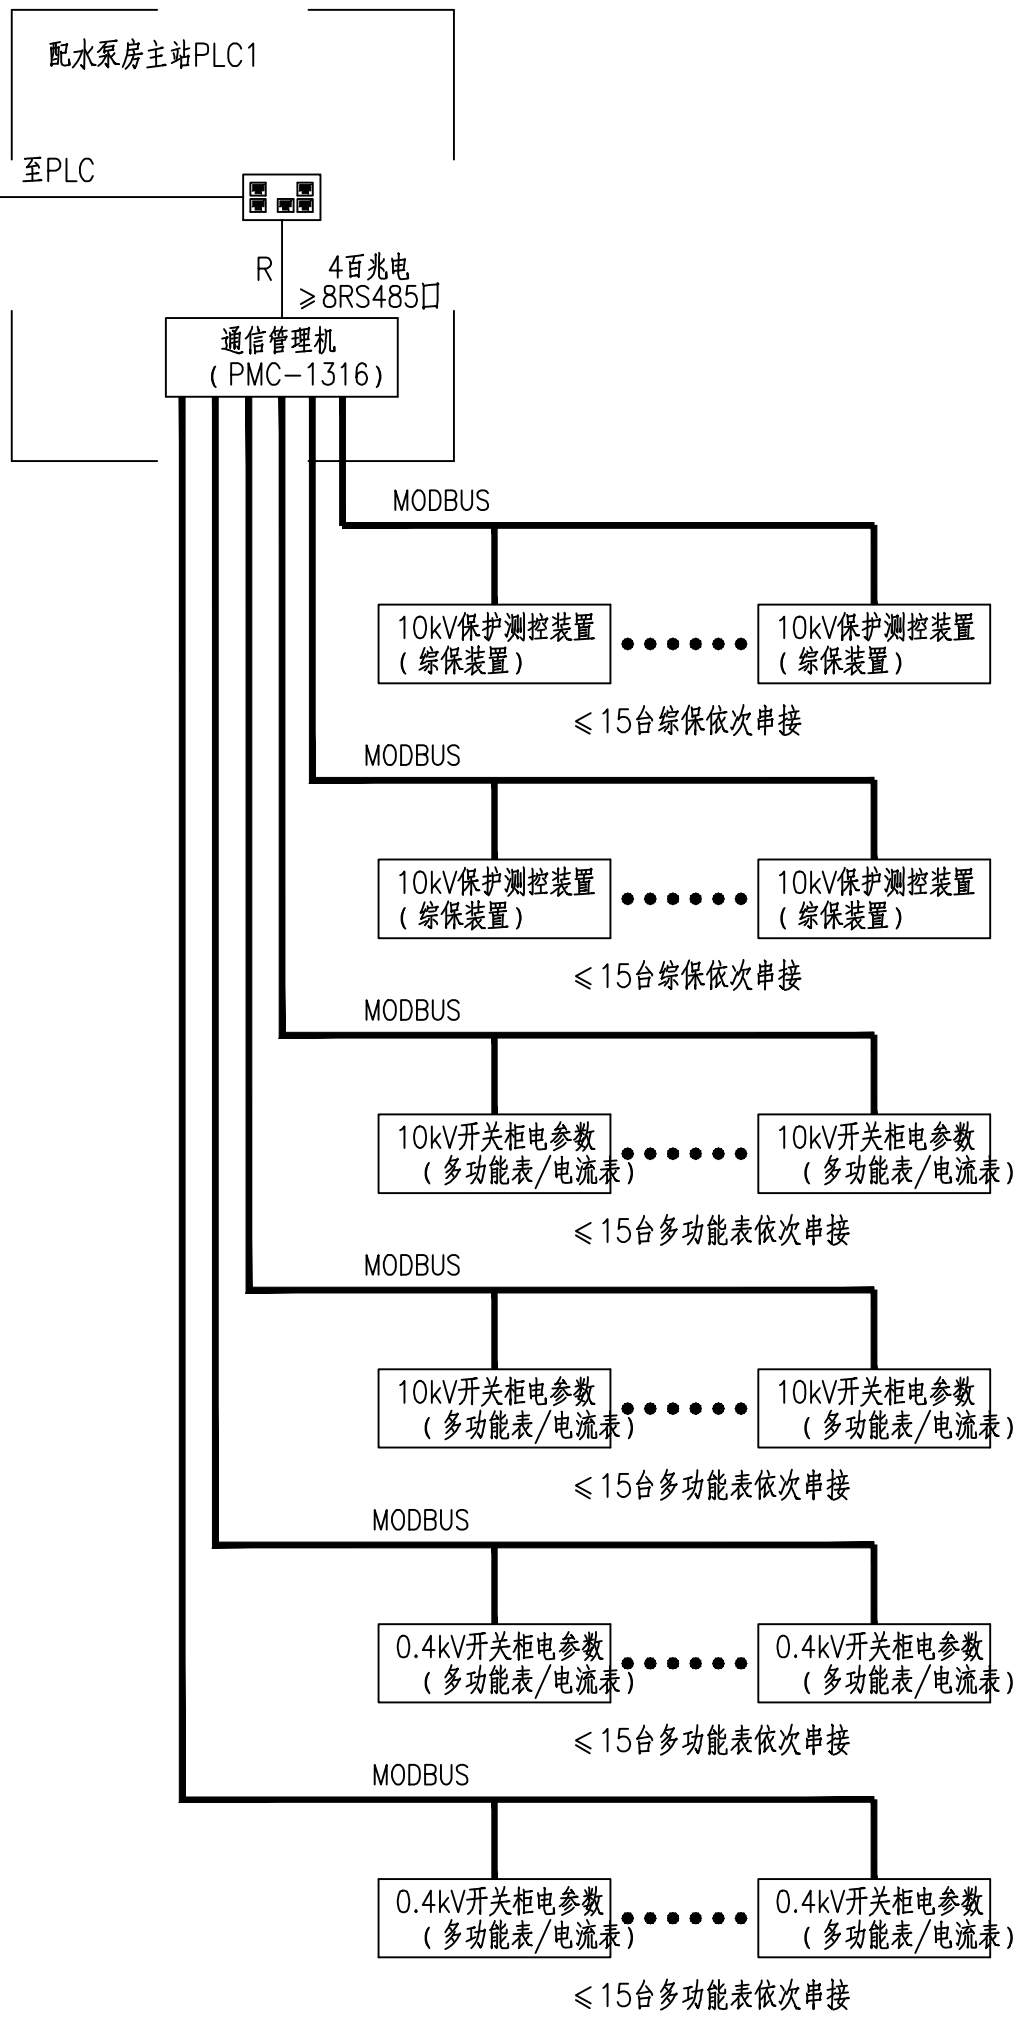 配水泵房主站PLC1
至PLC
R
4百兆电
≥8RS485口
通信管理机
(PMC-1316)
MODBUS
10kV保护测控装置
(综保装置)
10kV保护测控装置
(综保装置)
≤15台综保依次串接
MODBUS
10kV保护测控装置
(综保装置)
10kV保护测控装置
(综保装置)
≤15台综保依次串接
MODBUS
10kV开关柜电参数
(多功能表/电流表)
10kV开关柜电参数
(多功能表/电流表)
≤15台多功能表依次串接
MODBUS
10kV开关柜电参数
(多功能表/电流表)
10kV开关柜电参数
(多功能表/电流表)
≤15台多功能表依次串接
MODBUS
0.4kV开关柜电参数
(多功能表/电流表)
0.4kV开关柜电参数
(多功能表/电流表)
≤15台多功能表依次串接
MODBUS
0.4kV开关柜电参数
(多功能表/电流表)
0.4kV开关柜电参数
(多功能表/电流表)
≤15台多功能表依次串接